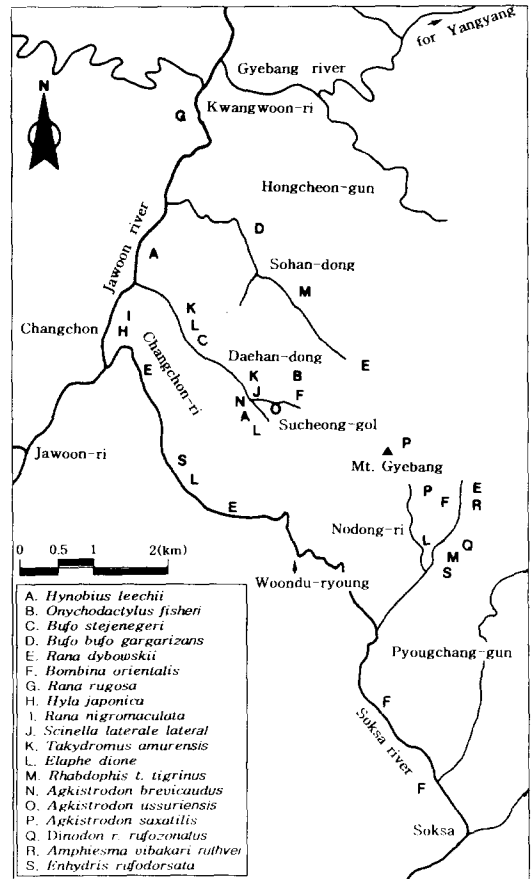 for Yangyang
Gyebang river
N
Kwangwoon-ri
G
Hongcheon-gun
D
Jawoon river
A
Sohan-dong
M
K
I
L
Changchon
H
C
Changchon-ri
Daehan-dong
E
E
K
B
J
F
N
O
A
Sucheong-gol
L
P
Jawoon-ri
Mt. Gyebang
S
P
E
L
F
R
E
Nodong-ri
L
Q
M
S
0 0.5 1 2(km)
Woondu-ryoung
A. Hynobius leechii
B. Onychodactylus fisheri
C. Bufo stejenegeri
D. Bufo bufo gargarizans
E. Rana dybowskii
F. Bombina orientalis
G. Rana rugosa
H. Hyla japonica
I. Rana nigromaculata
J. Scinella laterale lateral
K. Takydromus amurensis
L. Elaphe dione
M. Rhabdophis t. tigrinus
N. Agkistrodon brevicaudus
O. Agkistrodon ussuriensis
P. Agkistrodon saxatilis
Q. Dinodon r. rufozonatus
R. Amphiesma vibakari ruthvei
S. Enhydris rufodorsata
Pyougchang-gun
F
Soksa river
F
Soksa